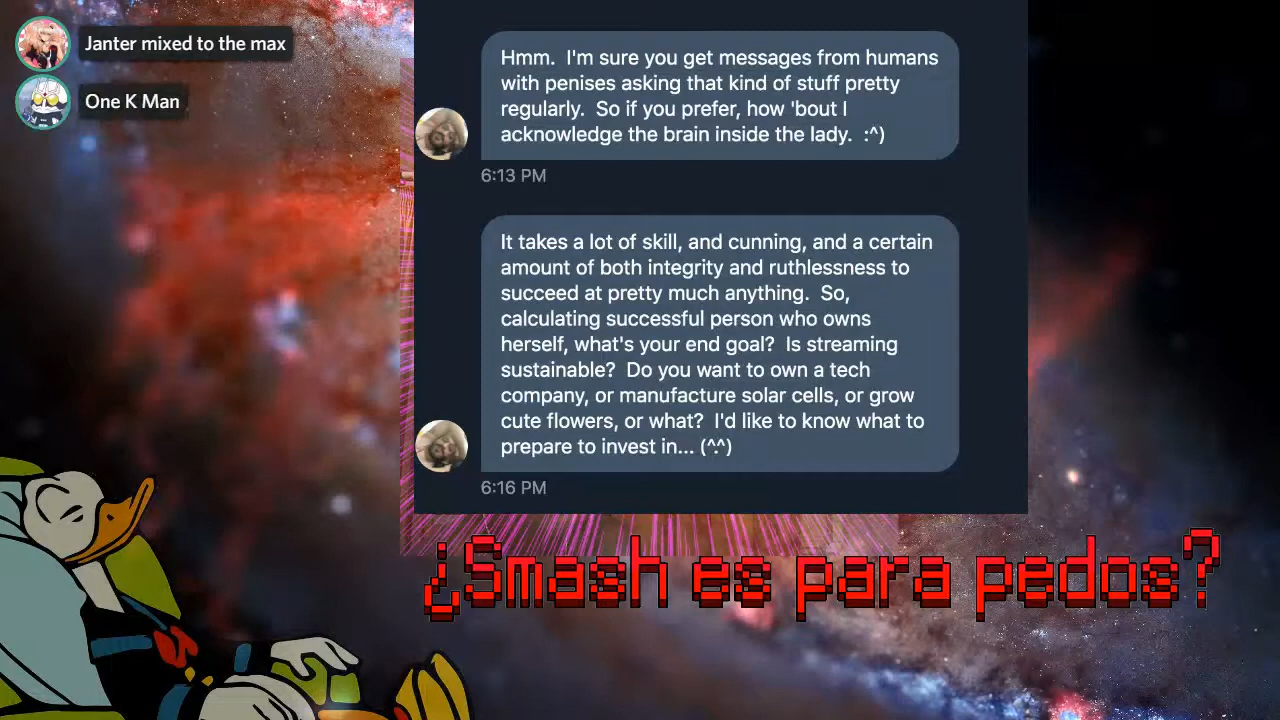 Janter mixed to the max
One K Man
Hmm.  I'm sure you get messages from humans
with penises asking that kind of stuff pretty
regularly.  So if you prefer, how 'bout I
acknowledge the brain inside the lady.  :^)
6:13 PM
It takes a lot of skill, and cunning, and a certain
amount of both integrity and ruthlessness to
succeed at pretty much anything.  So,
calculating successful person who owns
herself, what's your end goal?  Is streaming
sustainable?  Do you want to own a tech
company, or manufacture solar cells, or grow
cute flowers, or what?  I'd like to know what to
prepare to invest in... (^.^)
6:16 PM
¿Smash es para pedos?